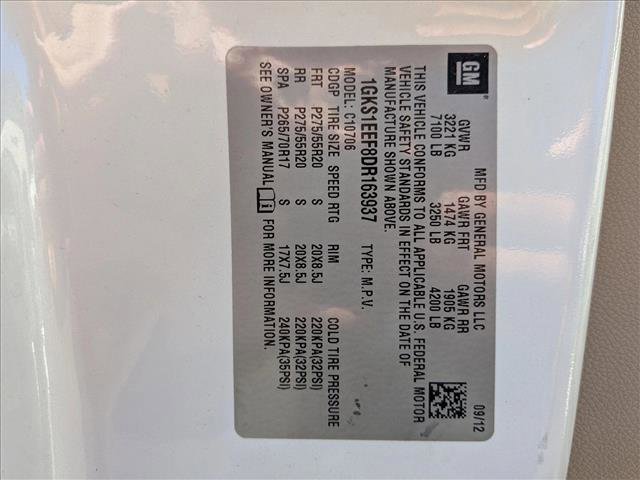 GM
MFD BY GENERAL MOTORS LLC
09/12
GVWR GAWR FRT GAWR RR
3221 KG 1474 KG 1905 KG
7100 LB 3250 LB 4200 LB
THIS VEHICLE CONFORMS TO ALL APPLICABLE U.S. FEDERAL MOTOR
VEHICLE SAFETY STANDARDS IN EFFECT ON THE DATE OF
MANUFACTURE SHOWN ABOVE.
1GKS1EEF8DR163937 TYPE: M.P.V.
MODEL: C10706
CDGP TIRE SIZE SPEED RTG RIM COLD TIRE PRESSURE
FRT P275/55R20 S 20X8.5J 220KPA(32PSI)
RR P275/55R20 S 20X8.5J 220KPA(32PSI)
SPA P265/70R17 S 17X7.5J 240KPA(35PSI)
SEE OWNER'S MANUAL FOR MORE INFORMATION.